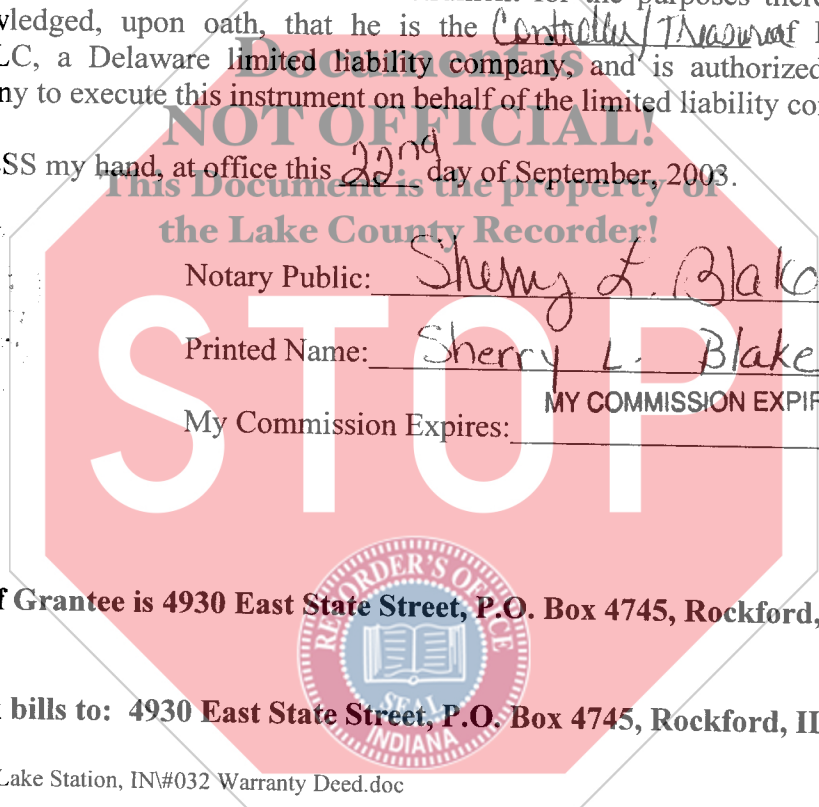 wledged, upon oath, that he is the Controller/Treasurer of
LC, a Delaware limited liability company, and is authorized
Document is
ny to execute this instrument on behalf of the limited liability co
NOT OFFICIAL!
SS my hand, at office this 22nd day of September, 2003.
This Document is the property of
the Lake County Recorder!
Notary Public: Sherry L. Blake
Printed Name: Sherry L. Blake
MY COMMISSION EXPIR
My Commission Expires:
STOP
RECORDER'S OFFICE
f Grantee is 4930 East State Street, P.O. Box 4745, Rockford,
bills to: 4930 East State Street, P.O. Box 4745, Rockford, Il
SEAL
INDIANA
Lake Station, IN\#032 Warranty Deed.doc